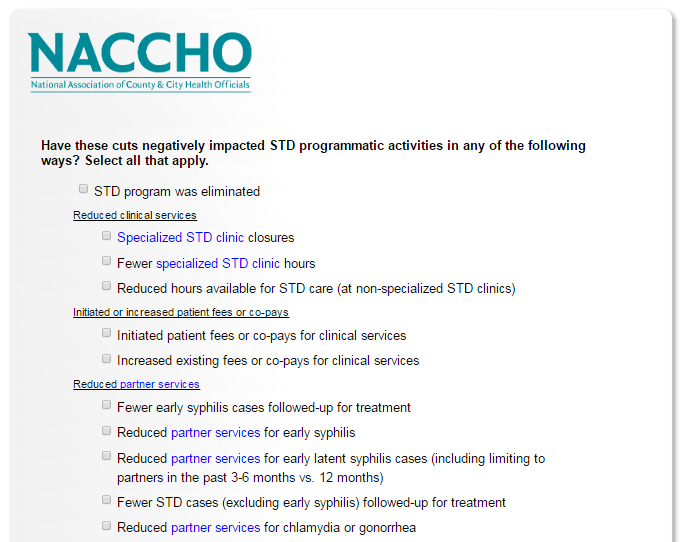 NACCHO
National Association of County & City Health Officials
Have these cuts negatively impacted STD programmatic activities in any of the following
ways? Select all that apply.
STD program was eliminated
Reduced clinical services
Specialized STD clinic closures
Fewer specialized STD clinic hours
Reduced hours available for STD care (at non-specialized STD clinics)
Initiated or increased patient fees or co-pays
Initiated patient fees or co-pays for clinical services
Increased existing fees or co-pays for clinical services
Reduced partner services
Fewer early syphilis cases followed-up for treatment
Reduced partner services for early syphilis
Reduced partner services for early latent syphilis cases (including limiting to
partners in the past 3-6 months vs. 12 months)
Fewer STD cases (excluding early syphilis) followed-up for treatment
Reduced partner services for chlamydia or gonorrhea